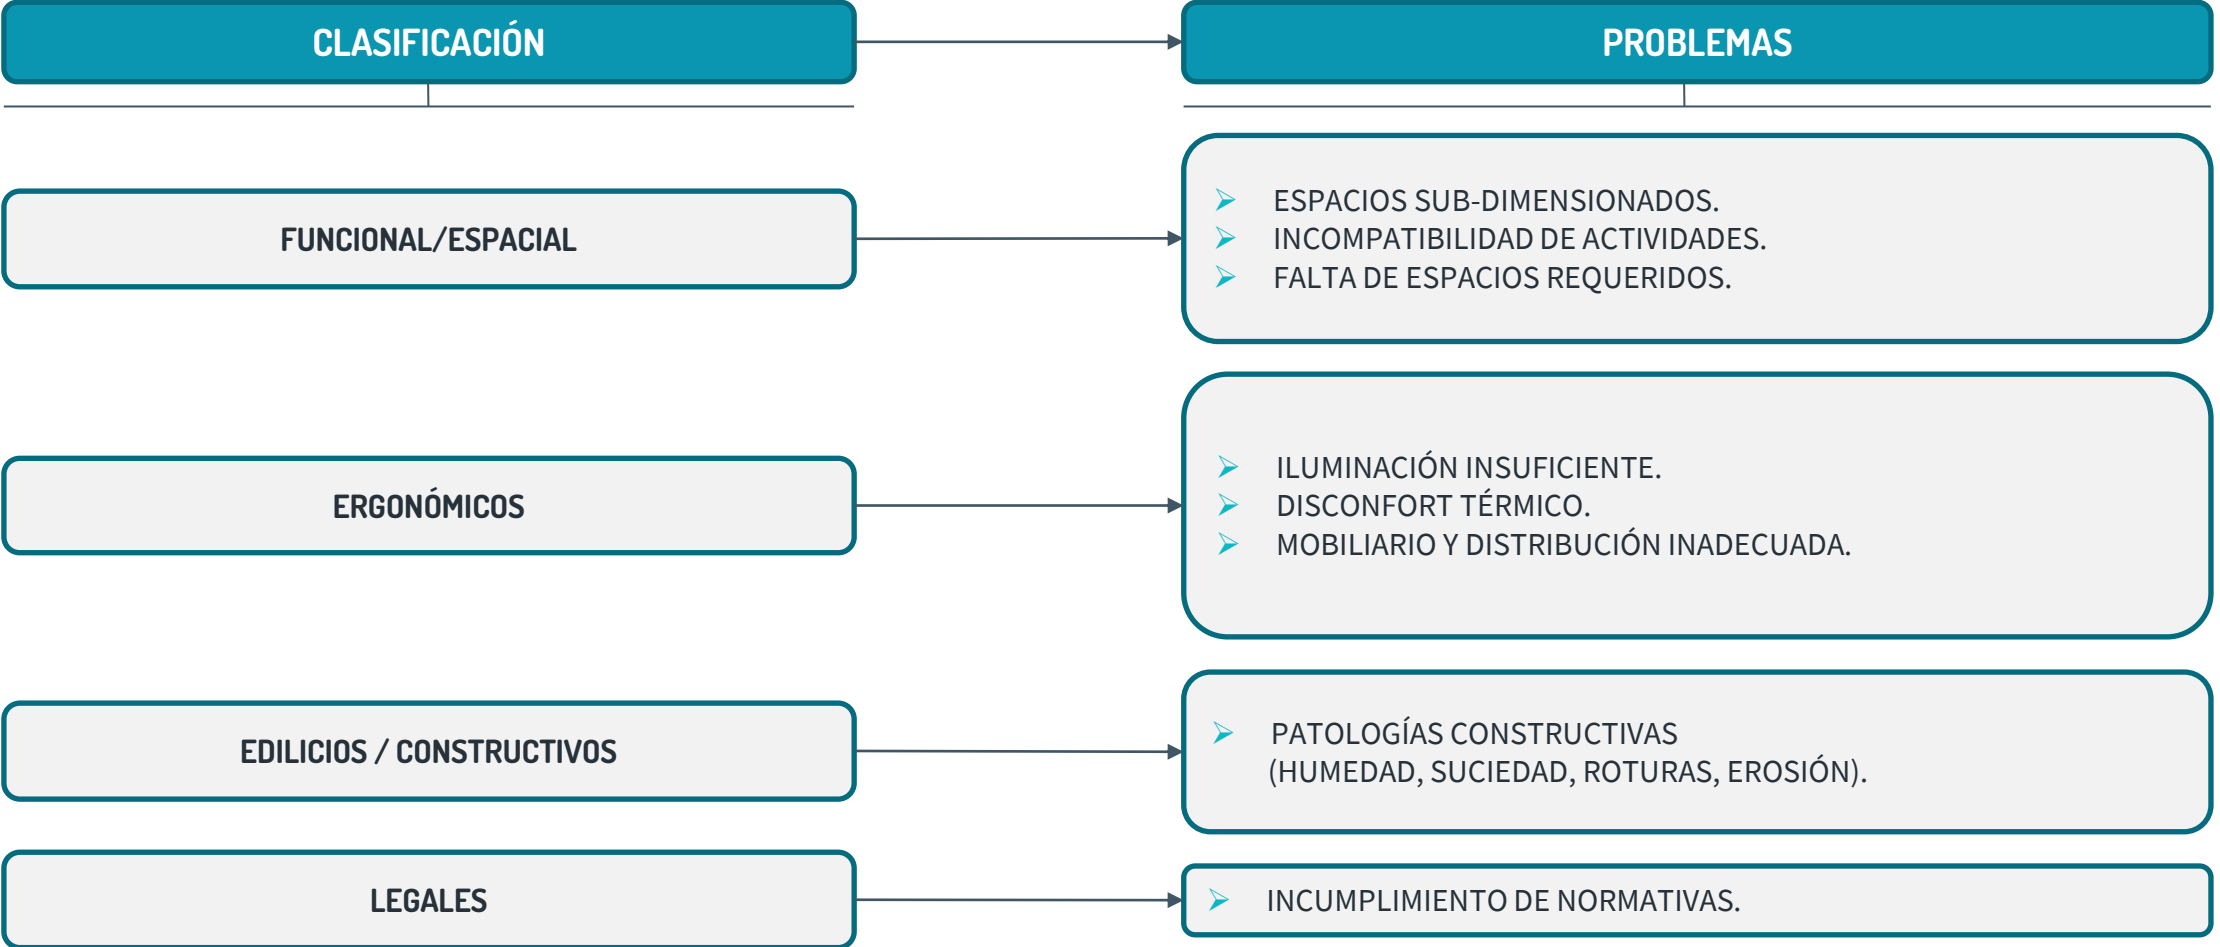 CLASIFICACIÓN
PROBLEMAS
FUNCIONAL/ESPACIAL
ESPACIOS SUB-DIMENSIONADOS.
INCOMPATIBILIDAD DE ACTIVIDADES.
FALTA DE ESPACIOS REQUERIDOS.
ERGONÓMICOS
ILUMINACIÓN INSUFICIENTE.
DISCONFORT TÉRMICO.
MOBILIARIO Y DISTRIBUCIÓN INADECUADA.
EDILICIOS / CONSTRUCTIVOS
PATOLOGÍAS CONSTRUCTIVAS
(HUMEDAD, SUCIEDAD, ROTURAS, EROSIÓN).
LEGALES
INCUMPLIMIENTO DE NORMATIVAS.